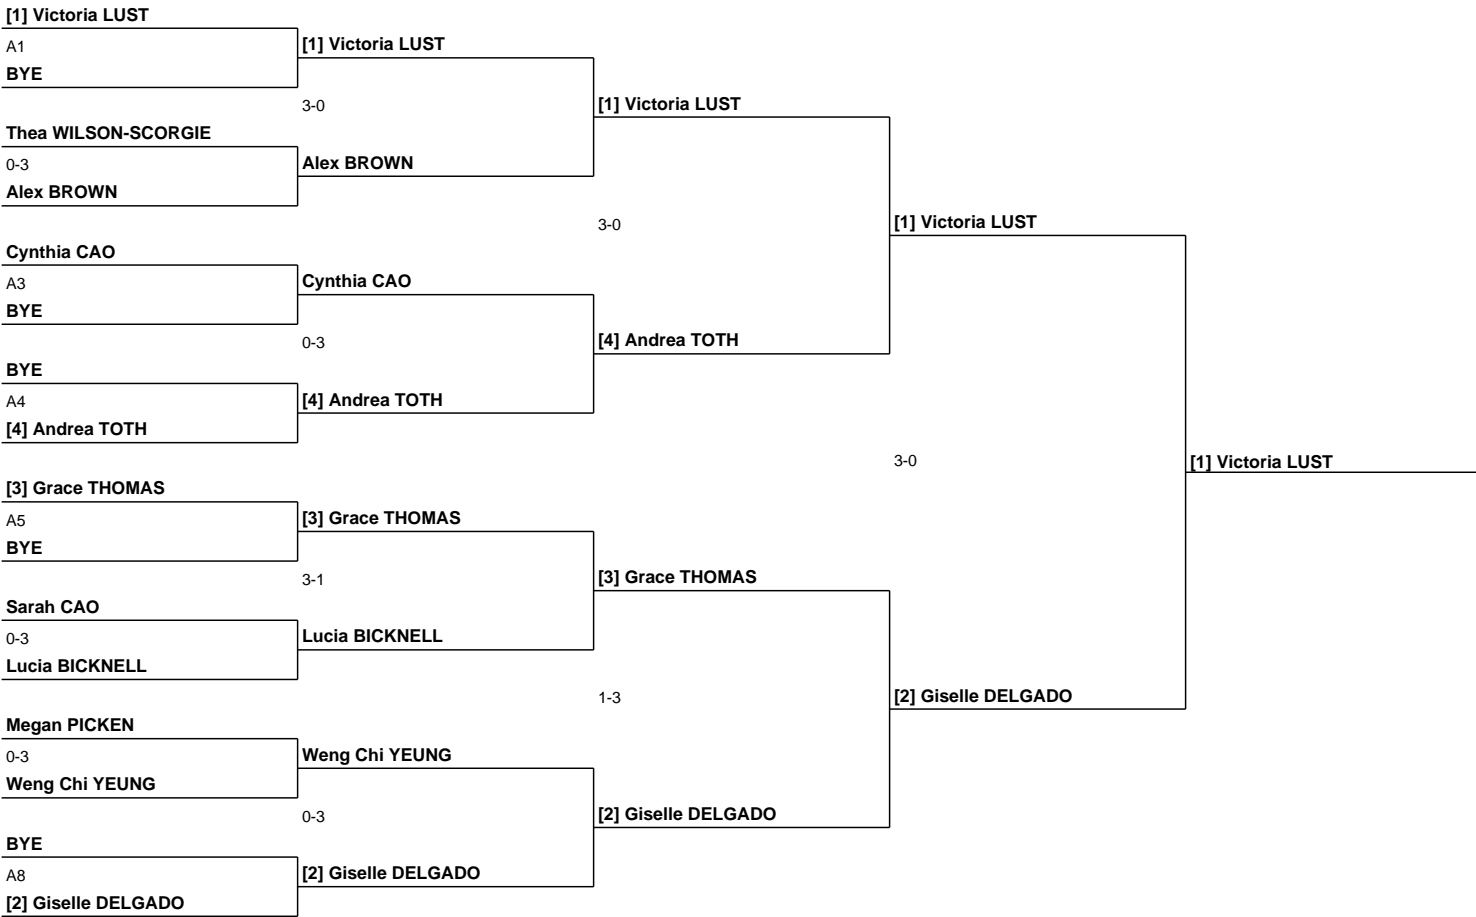 [1] Victoria LUST
A1
BYE
Thea WILSON-SCORGIE
0-3
Alex BROWN
Cynthia CAO
A3
BYE
BYE
A4
[4] Andrea TOTH
[3] Grace THOMAS
A5
BYE
Sarah CAO
0-3
Lucia BICKNELL
Megan PICKEN
0-3
Weng Chi YEUNG
BYE
A8
[2] Giselle DELGADO
[1] Victoria LUST
3-0
Alex BROWN
Cynthia CAO
0-3
[4] Andrea TOTH
[3] Grace THOMAS
3-1
Lucia BICKNELL
Weng Chi YEUNG
0-3
[2] Giselle DELGADO
[1] Victoria LUST
3-0
[4] Andrea TOTH
[3] Grace THOMAS
1-3
[2] Giselle DELGADO
[1] Victoria LUST
3-0
[2] Giselle DELGADO
[1] Victoria LUST